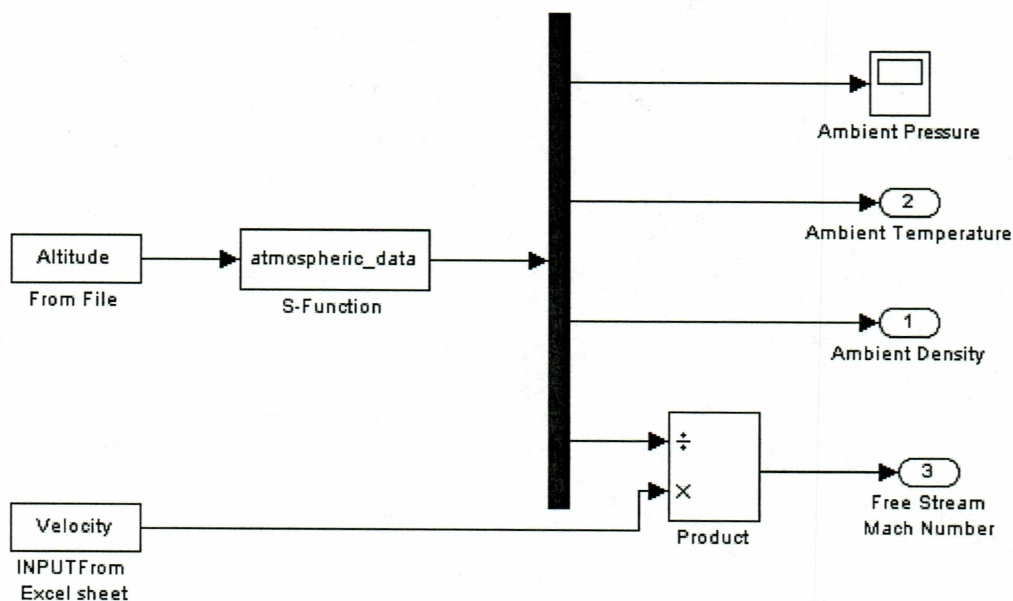 Ambient Pressure
2
Ambient Temperature
Altitude
From File
atmospheric_data
S-Function
1
Ambient Density
÷
×
Product
3
Free Stream
Mach Number
Velocity
INPUTFrom
Excel sheet